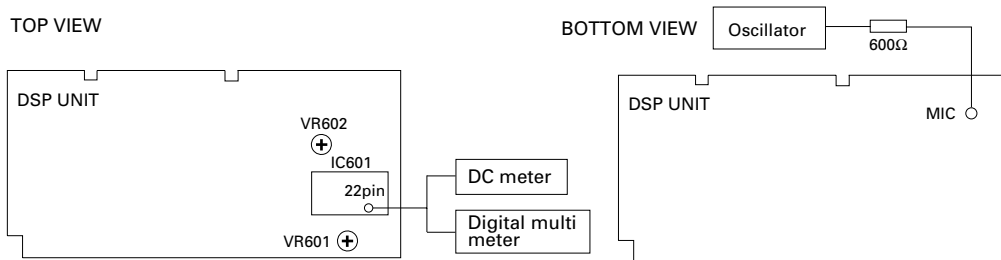 TOP VIEW
DSP UNIT
VR602
IC601
22pin
VR601
DC meter
Digital multi
meter
BOTTOM VIEW
Oscillator
600Ω
DSP UNIT
MIC